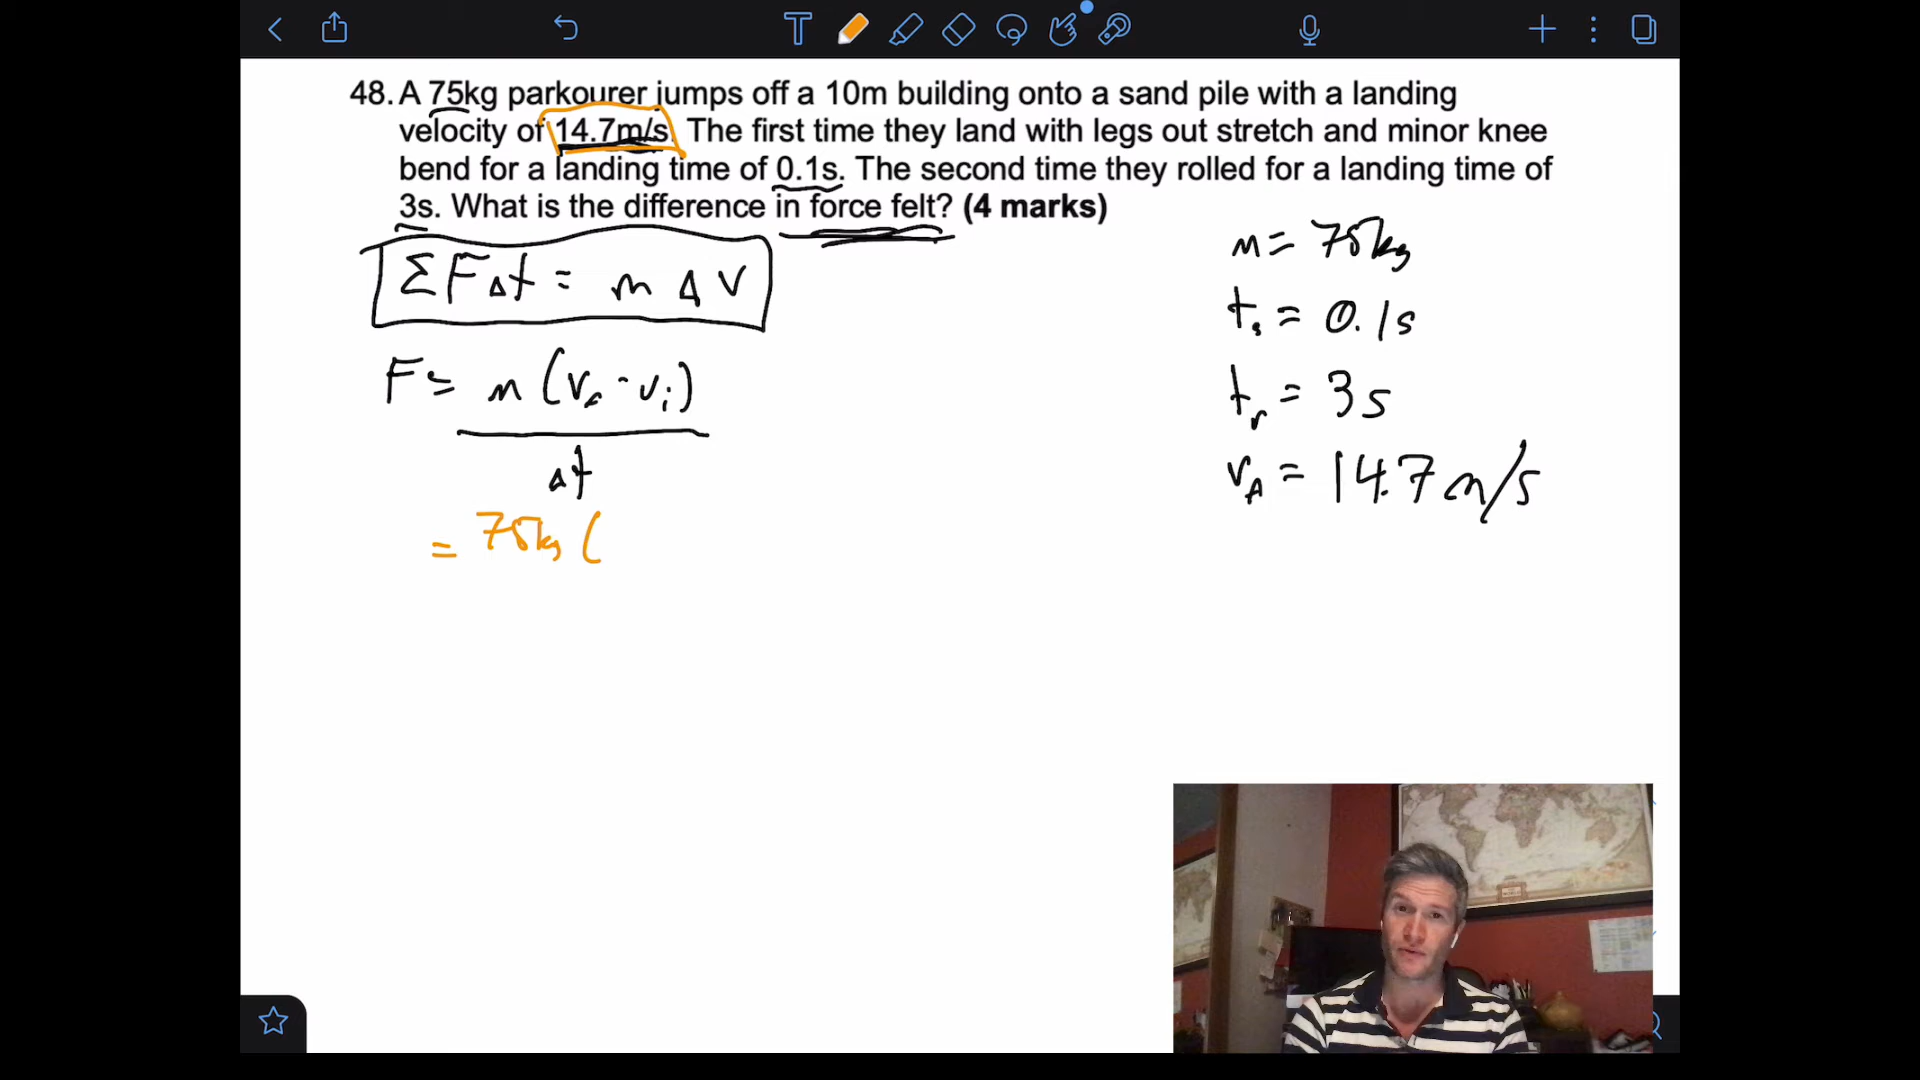 48. A 75kg parkourer jumps off a 10m building onto a sand pile with a landing
velocity of 14.7m/s. The first time they land with legs out stretch and minor knee
bend for a landing time of 0.1s. The second time they rolled for a landing time of
3s. What is the difference in force felt? (4 marks)
ΣFΔt = m Δ v
F = m (vf - vi)
Δt
= 75kg (
m = 75kg
ts = 0.1s
tr = 3s
vA = 14.7 m/s